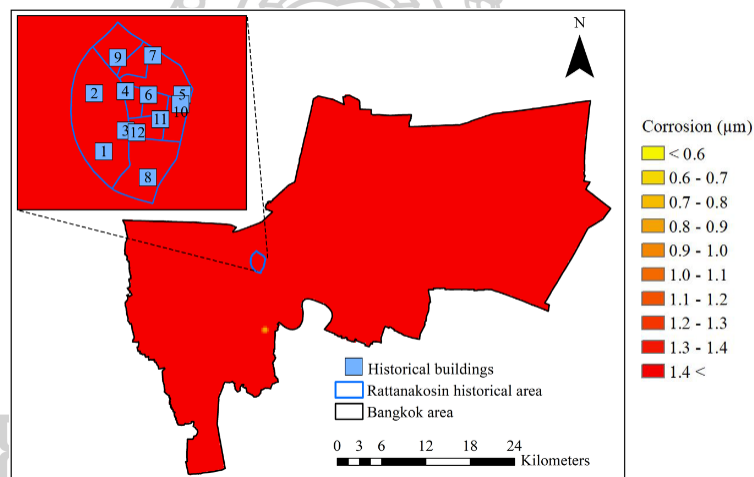 9 7
2 4 6 5
10
11
3 12
1
8
N
Corrosion (µm)
< 0.6
0.6 - 0.7
0.7 - 0.8
0.8 - 0.9
0.9 - 1.0
1.0 - 1.1
1.1 - 1.2
1.2 - 1.3
1.3 - 1.4
1.4 <
Historical buildings
Rattanakosin historical area
Bangkok area
0 3 6 12 18 24
Kilometers